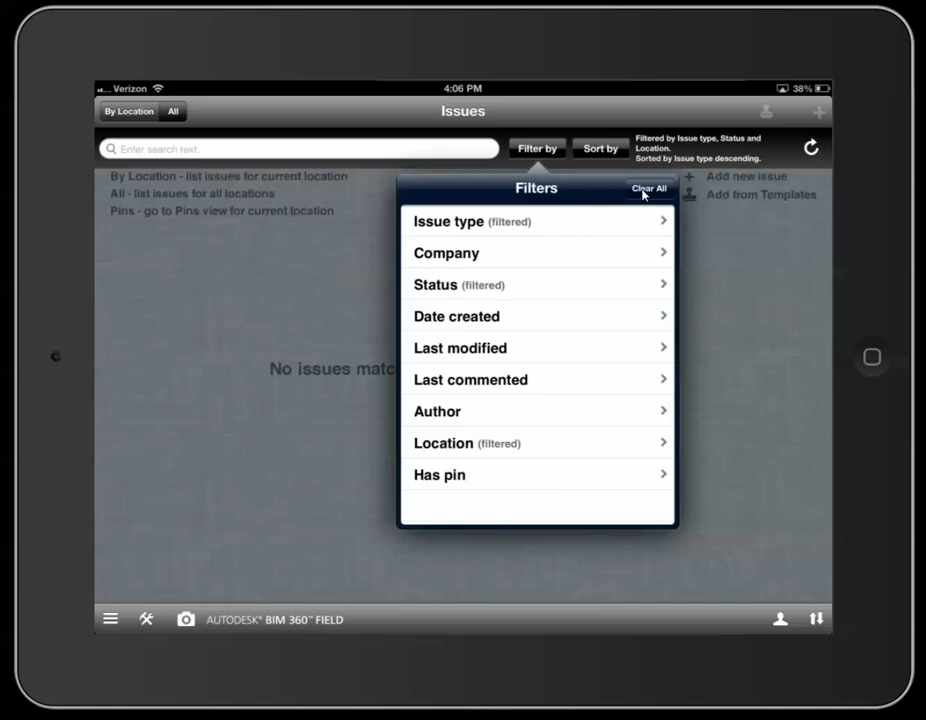 Verizon
4:06 PM
38%
By Location
All
Issues
Enter search text.
Filter by
Sort by
Filtered by Issue type, Status and
Location.
Sorted by Issue type descending.
By Location - list issues for current location
All - list issues for all locations
Pins - go to Pins view for current location
Add new issue
Add from Templates
Filters
Clear All
Issue type (filtered)
Company
Status (filtered)
Date created
Last modified
Last commented
Author
Location (filtered)
Has pin
No issues matc
AUTODESK® BIM 360™ FIELD